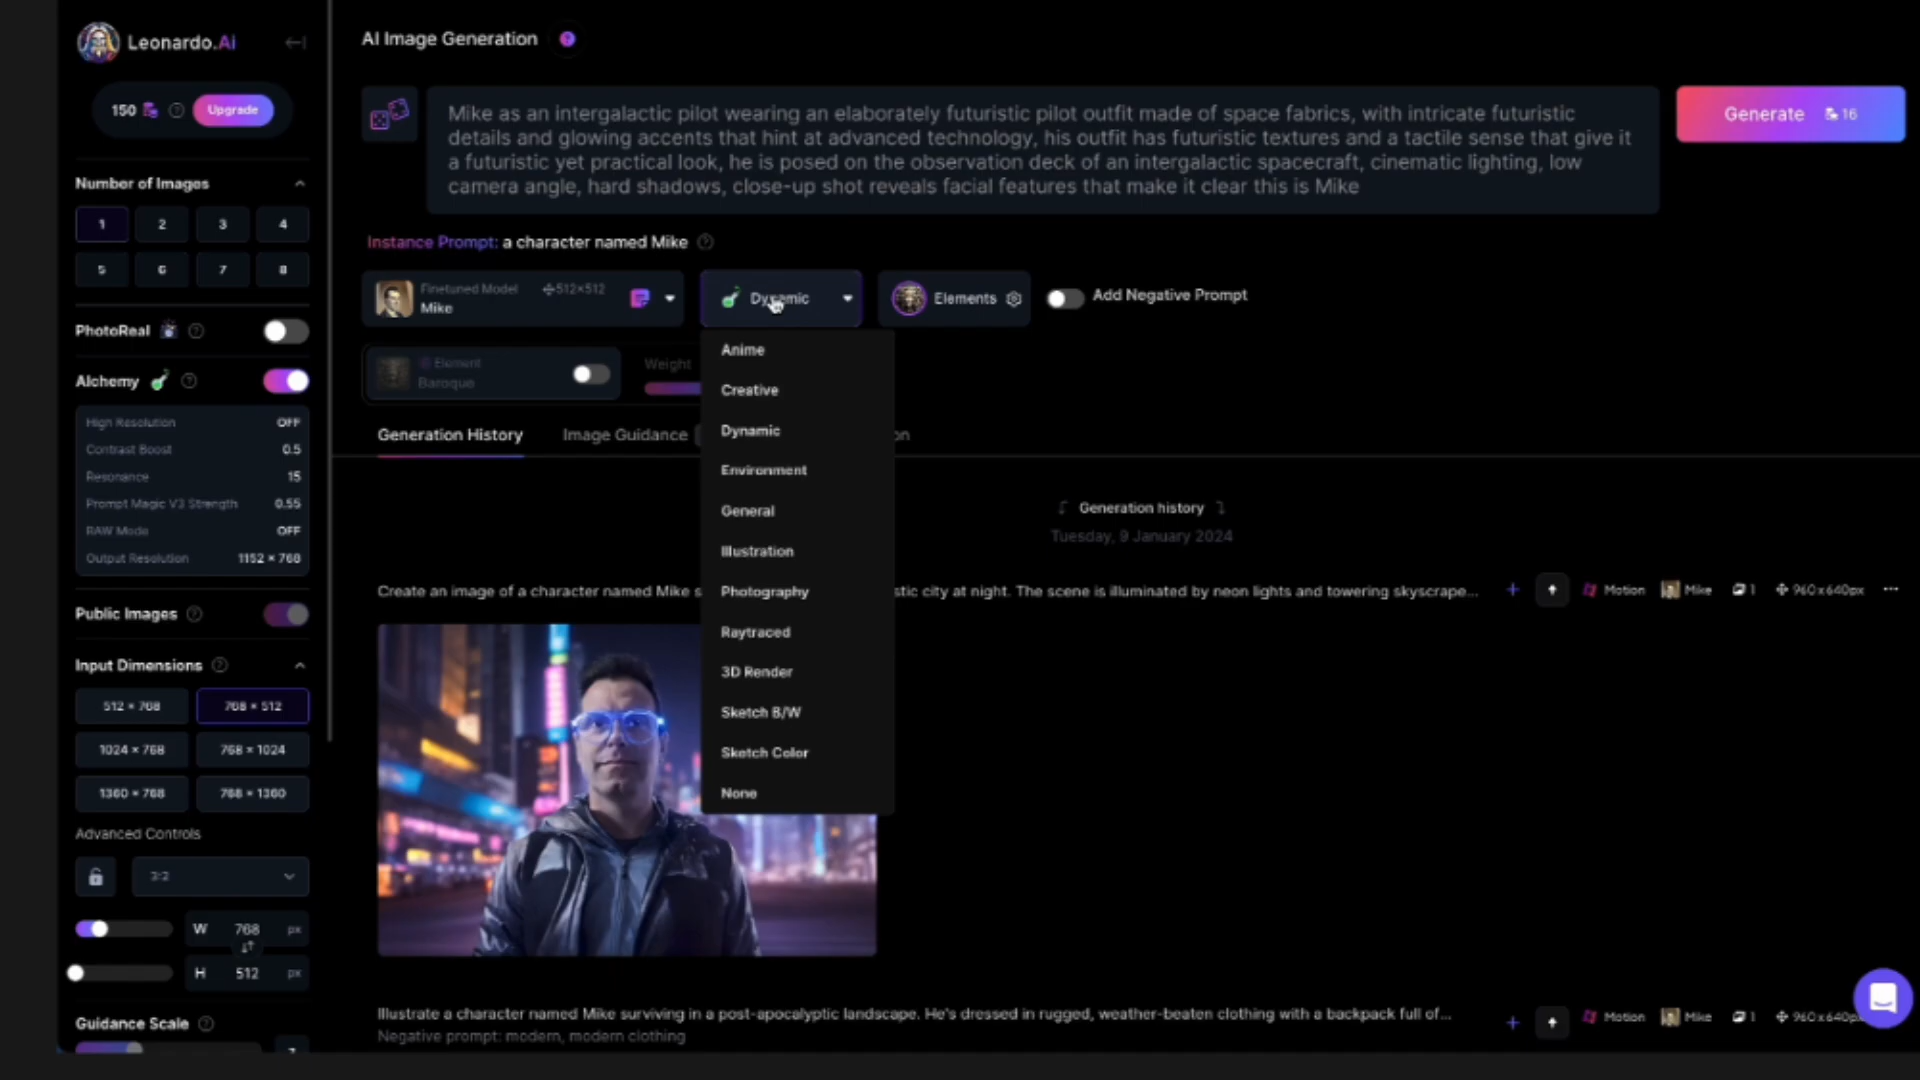 Leonardo.Ai
150
Upgrade
Number of Images
1 2 3 4
5 6 7 8
PhotoReal
Alchemy
High Resolution OFF
Contrast Boost 0.5
Resonance 15
Prompt Magic V3 Strength 0.55
RAW Mode OFF
Output Resolution 1152 × 768
Public Images
Input Dimensions
512 × 768 768 × 512
1024 × 768 768 × 1024
1360 × 768 768 × 1360
Advanced Controls
W 768 px
H 512 px
Guidance Scale
7
AI Image Generation
Mike as an intergalactic pilot wearing an elaborately futuristic pilot outfit made of space fabrics, with intricate futuristic
details and glowing accents that hint at advanced technology, his outfit has futuristic textures and a tactile sense that give it
a futuristic yet practical look, he is posed on the observation deck of an intergalactic spacecraft, cinematic lighting, low
camera angle, hard shadows, close-up shot reveals facial features that make it clear this is Mike
Generate 16
Instance Prompt: a character named Mike
Finetuned Model 512×512
Mike
Dynamic
Elements
Add Negative Prompt
Element
Baroque
Weight
Anime
Creative
Dynamic
Environment
General
Illustration
Photography
Raytraced
3D Render
Sketch B/W
Sketch Color
None
Generation History Image Guidance on
Generation history
Tuesday, 9 January 2024
Create an image of a character named Mike s stic city at night. The scene is illuminated by neon lights and towering skyscrape...
Motion Mike 1 960x640px ...
Illustrate a character named Mike surviving in a post-apocalyptic landscape. He's dressed in rugged, weather-beaten clothing with a backpack full of...
Negative prompt: modern, modern clothing
Motion Mike 1 960x640px